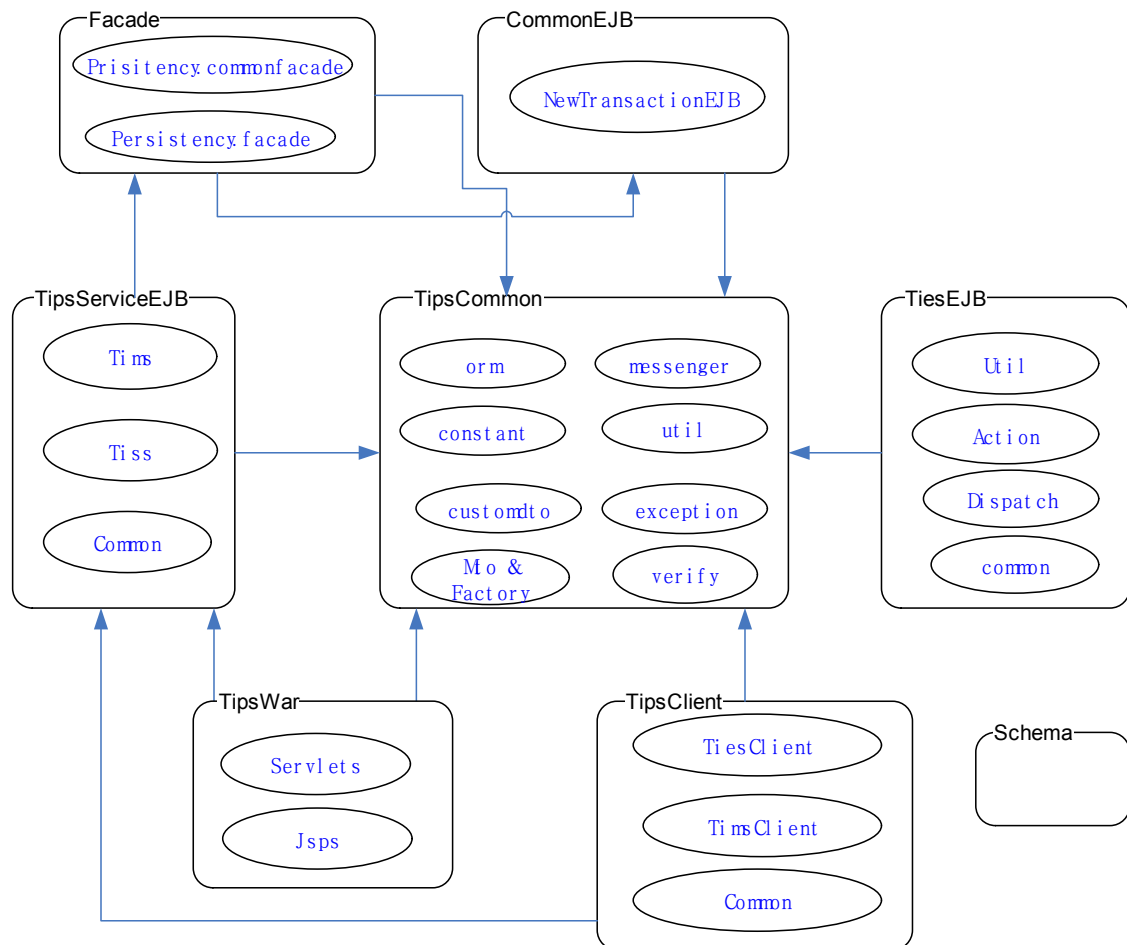 Facade
Prisitency.commonfacade
Persistency.facade
CommonEJB
NewTransactionEJB
TipsServiceEJB
Tims
Tiss
Common
TipsCommon
orm
messenger
constant
util
customdto
exception
Mto &
Factory
verify
TiesEJB
Util
Action
Dispatch
common
TipsWar
Servlets
Jsps
TipsClient
TiesClient
TimsClient
Common
Schema